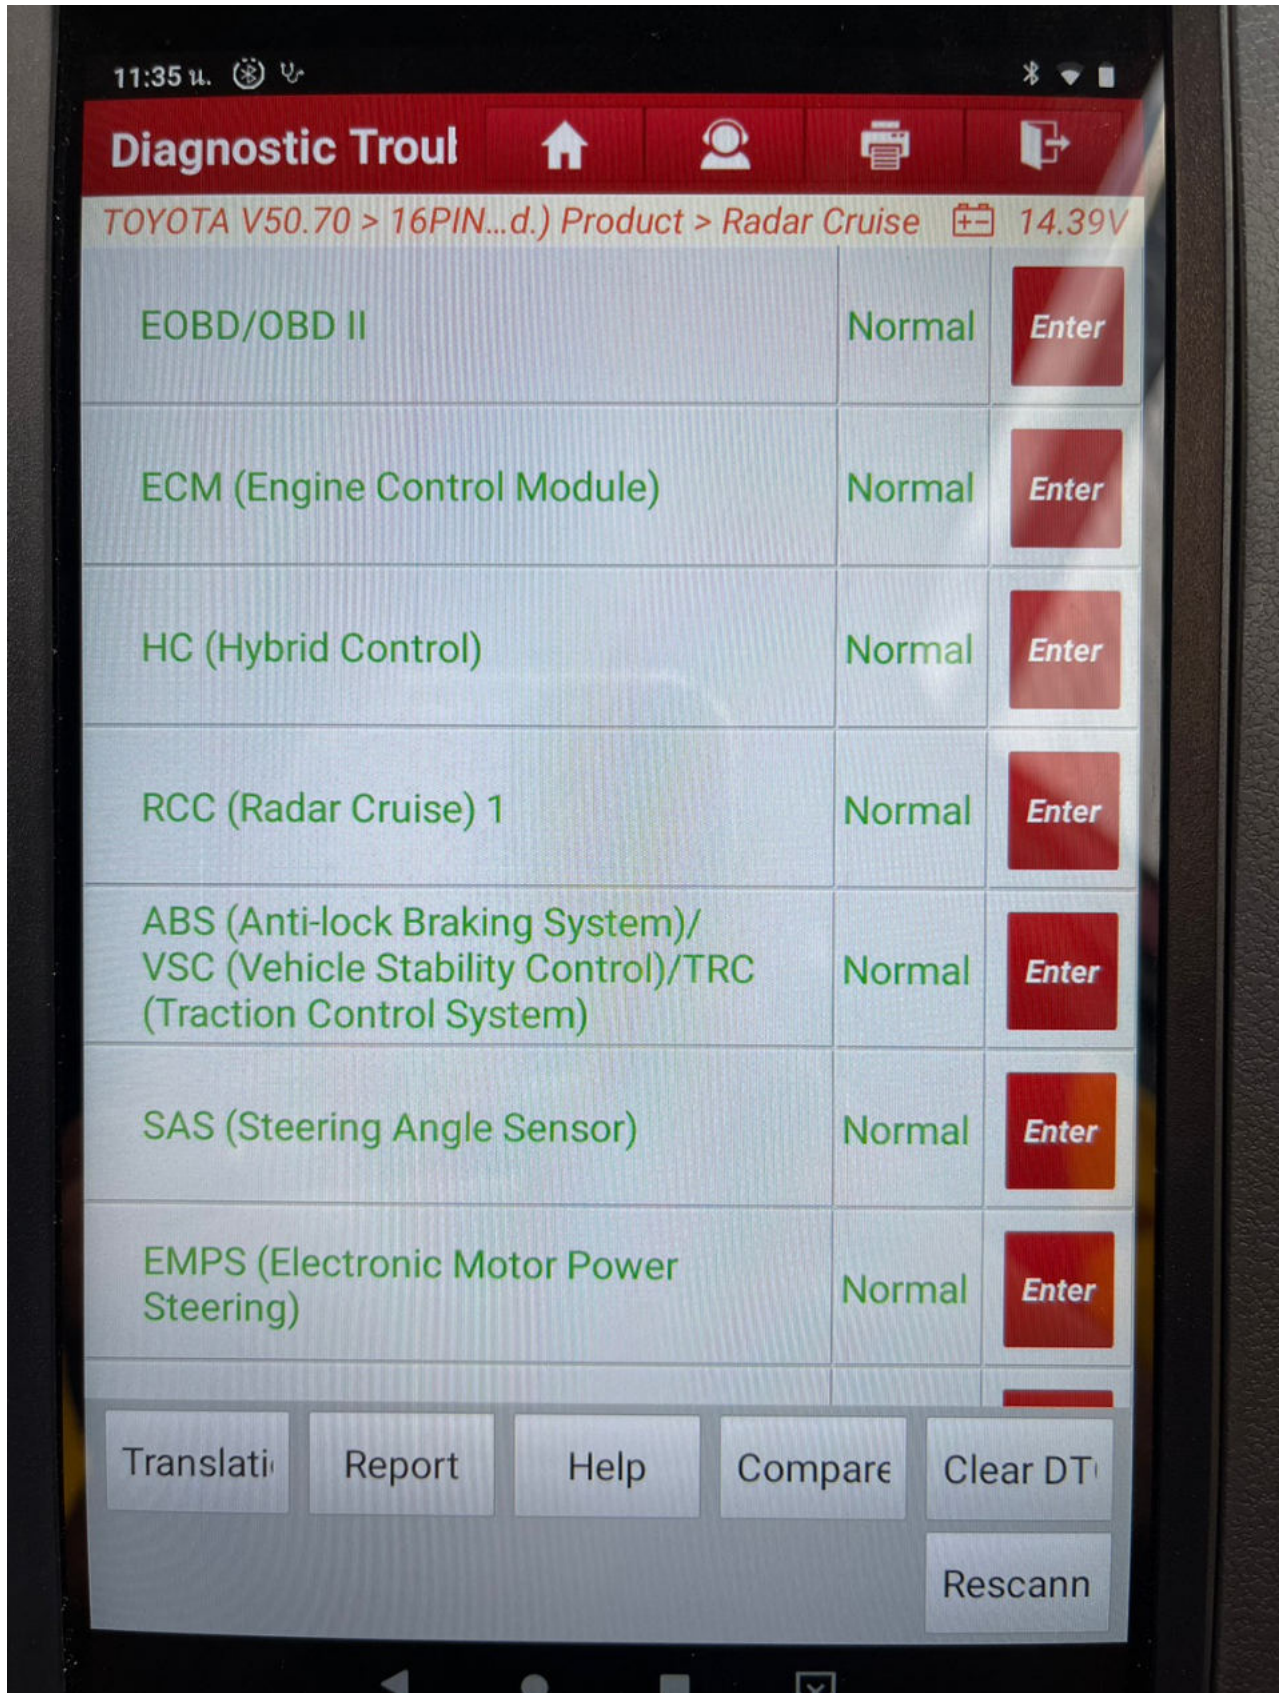 11:35 น.
Diagnostic Troul
TOYOTA V50.70 > 16PIN...d.) Product > Radar Cruise 14.39V
EOBD/OBD II Normal Enter
ECM (Engine Control Module) Normal Enter
HC (Hybrid Control) Normal Enter
RCC (Radar Cruise) 1 Normal Enter
ABS (Anti-lock Braking System)/
VSC (Vehicle Stability Control)/TRC Normal Enter
(Traction Control System)
SAS (Steering Angle Sensor) Normal Enter
EMPS (Electronic Motor Power
Steering) Normal Enter
Translati Report Help Compare Clear DT
Rescann